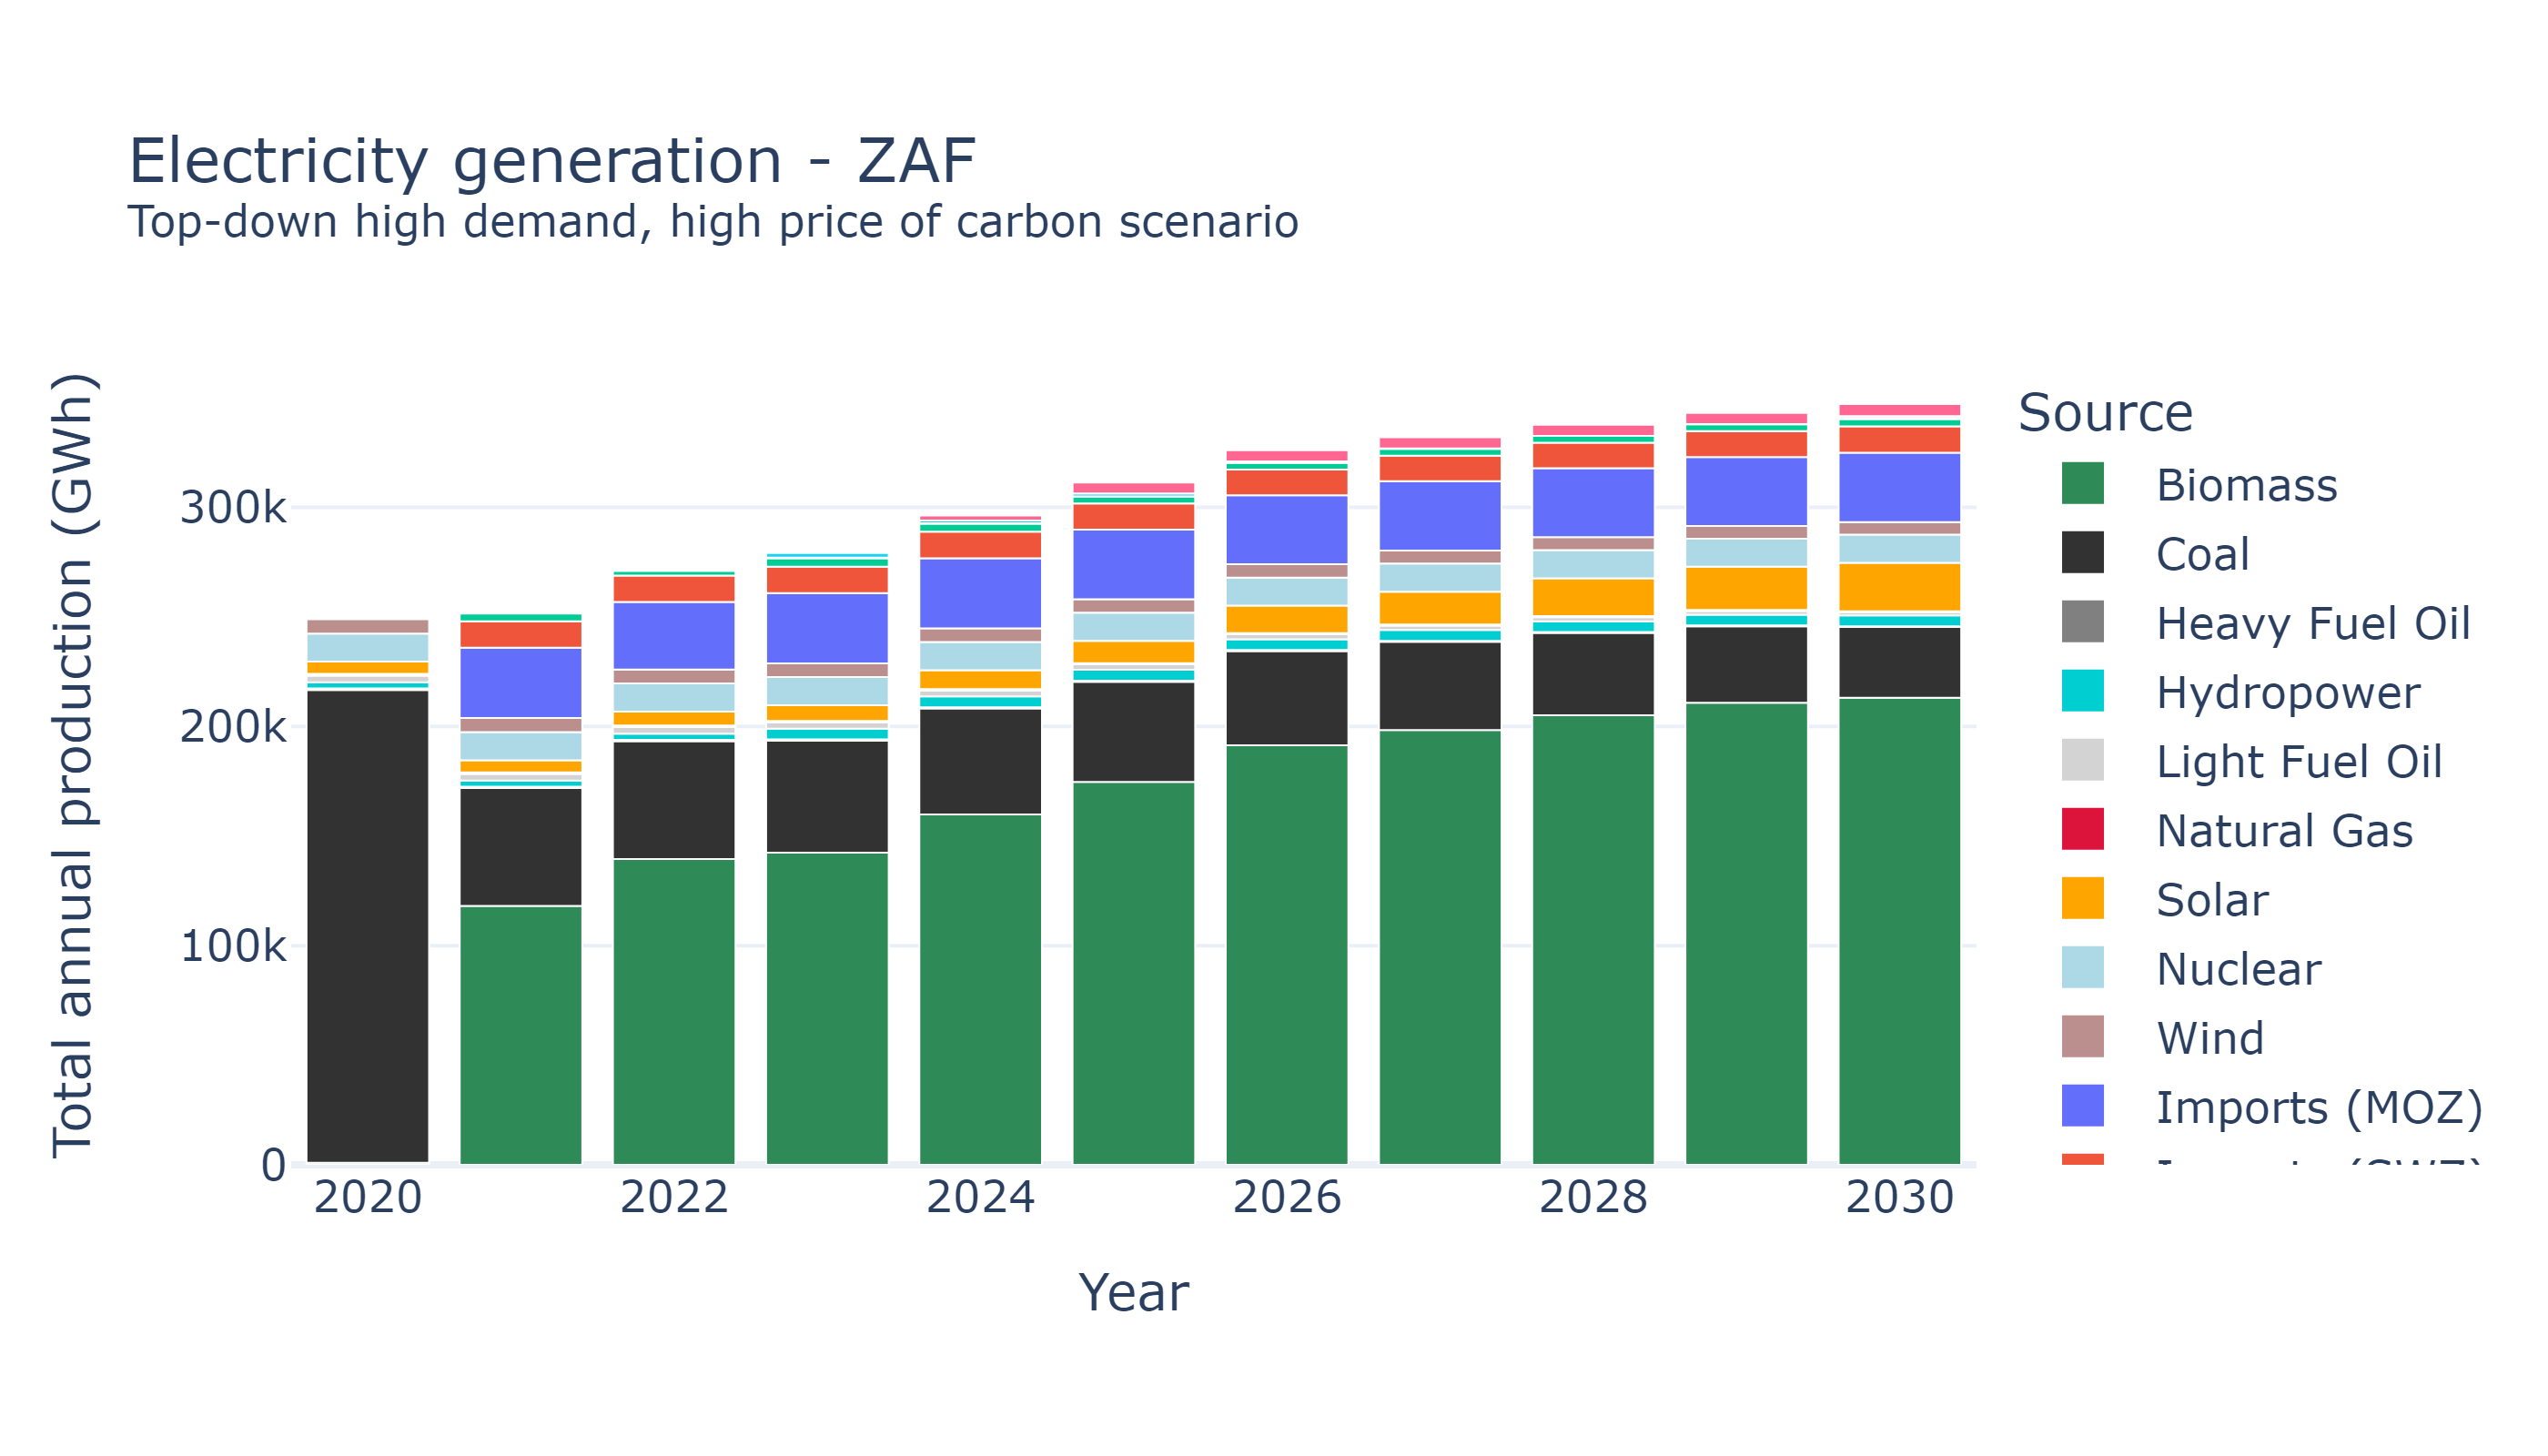 Electricity generation - ZAF
Top-down high demand, high price of carbon scenario
Total annual production (GWh)
300k
200k
100k
0
2020
2022
2024
2026
2028
2030
Year
Source
Biomass
Coal
Heavy Fuel Oil
Hydropower
Light Fuel Oil
Natural Gas
Solar
Nuclear
Wind
Imports (MOZ)